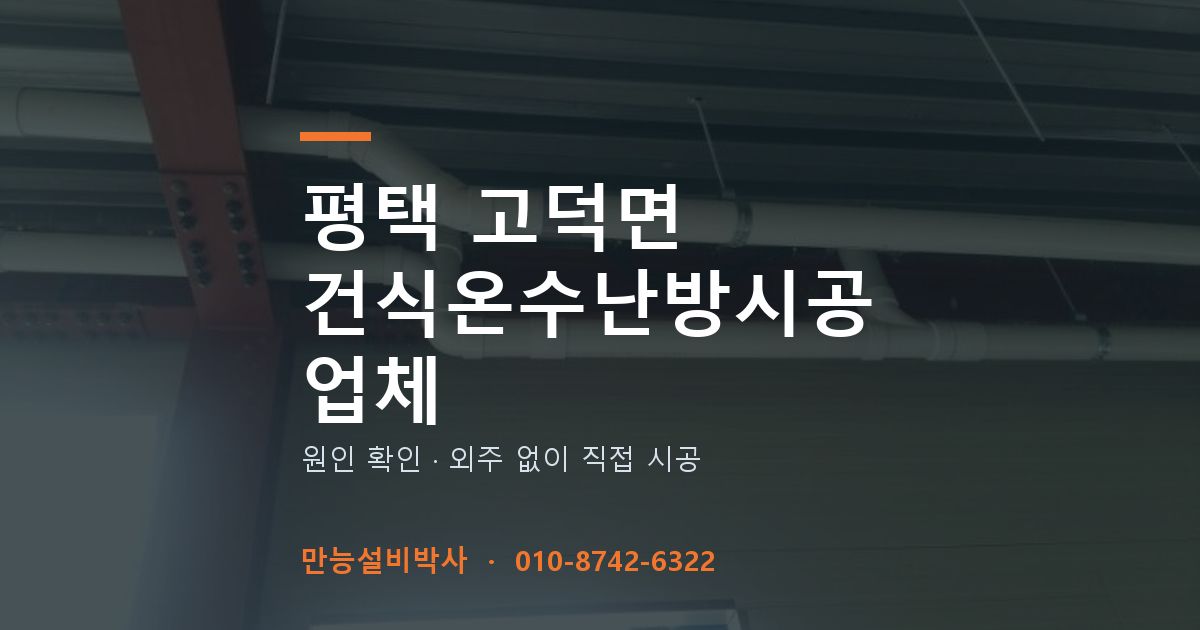 평택 고덕면
건식온수난방시공
업체
원인 확인 · 외주 없이 직접 시공
만능설비박사 · 010-8742-6322